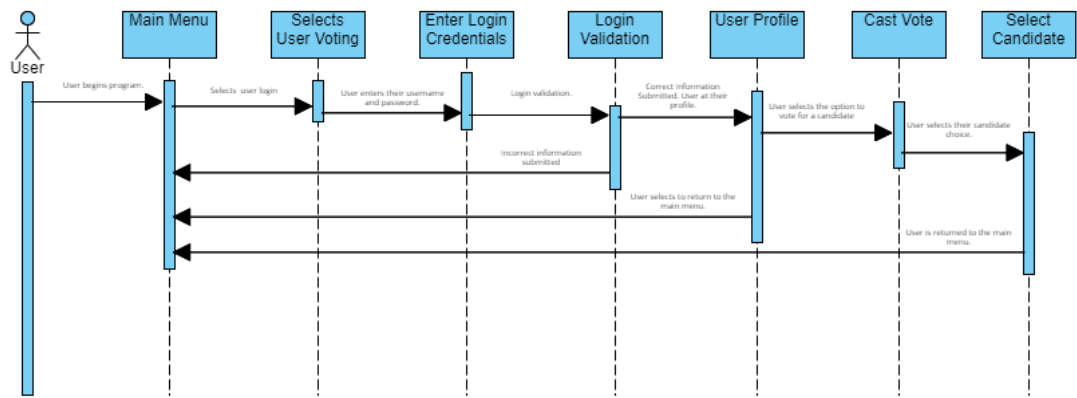 User
Main Menu
Selects
User Voting
Enter Login
Credentials
Login
Validation
User Profile
Cast Vote
Select
Candidate
User begins program.
Selects  user login
User enters their username
and password.
Login validation.
Correct Information
Submitted. User at their
profile.
User selects the option to
vote for a candidate
User selects their candidate
choice.
Incorrect information
submitted
User selects to return to the
main menu.
User is returned to the main
menu.